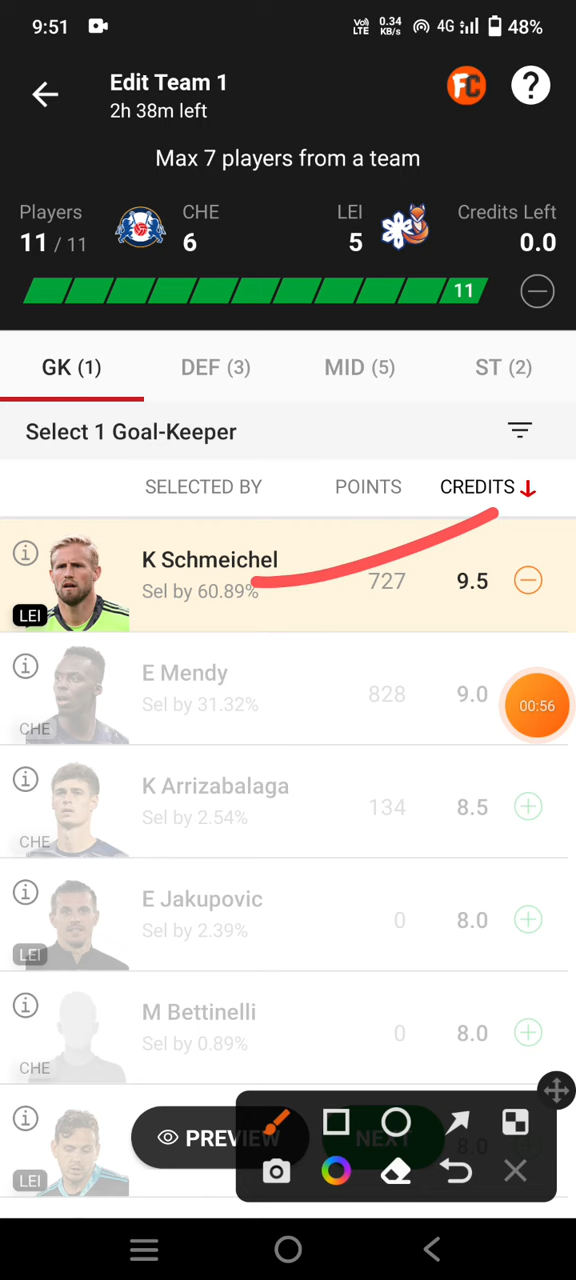 9:51 VoLTE 0.34 KB/s 4G 48%
Edit Team 1
2h 38m left
FC ?
Max 7 players from a team
Players CHE LEI Credits Left
11 / 11 6 5 0.0
11
GK (1) DEF (3) MID (5) ST (2)
Select 1 Goal-Keeper
SELECTED BY POINTS CREDITS
K Schmeichel
Sel by 60.89% 727 9.5
LEI
E Mendy
Sel by 31.32% 828 9.0
CHE
00:56
K Arrizabalaga
Sel by 2.54% 134 8.5
CHE
E Jakupovic
Sel by 2.39% 0 8.0
LEI
M Bettinelli
Sel by 0.89% 0 8.0
CHE
PREVIEW NEXT 8.0
LEI